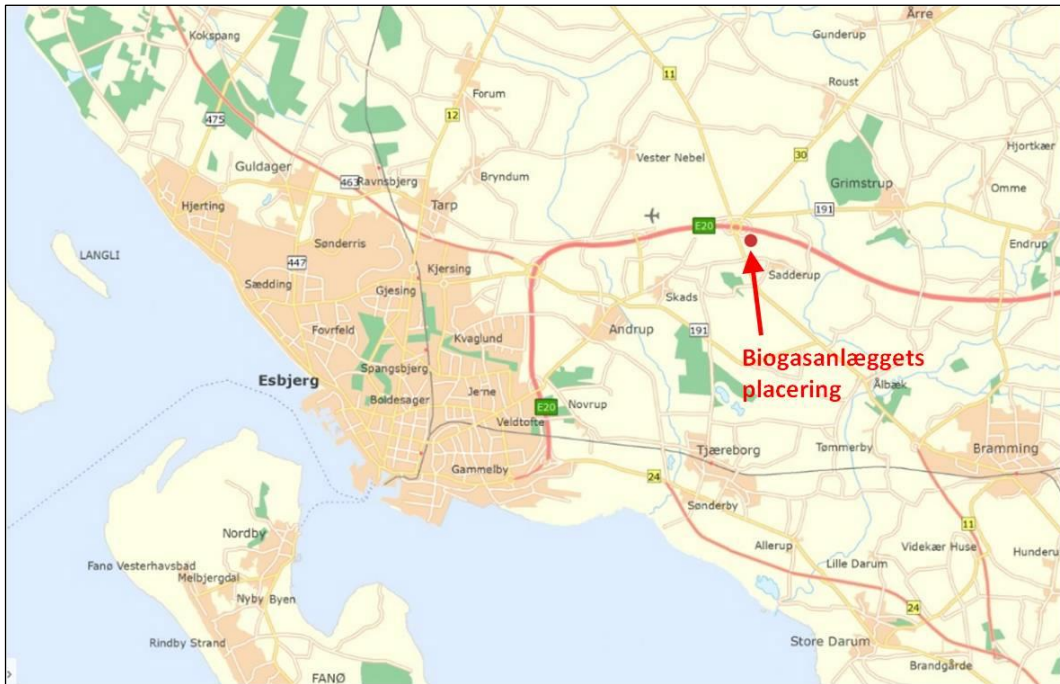 Kokspang
Gunderup
Årre
11
Roust
Forum
475
12
30
Hjortkær
Vester Nebel
Guldager
463
Ravnsbjerg
Bryndum
Grimstrup
Omme
Hjerting
Tarp
191
E20
Endrup
Sønderris
LANGLI
447
Kjersing
Sadderup
Sædding
Gjesing
Skads
Fovrfeld
Kvaglund
Andrup
191
Biogasanlæggets
placering
Spangsbjerg
Esbjerg
Jerne
Ålbæk
Boldesager
E20
Novrup
Veldtofte
Tjæreborg
Tømmerby
Bramming
Gammelby
24
Sønderby
11
Nordby
Allerup
Videkær Huse
Hunderu
Fanø Vesterhavsbad
Melbjergdal
Lille Darum
Nyby
Byen
24
Rindby Strand
Store Darum
Brandgårde
FANØ